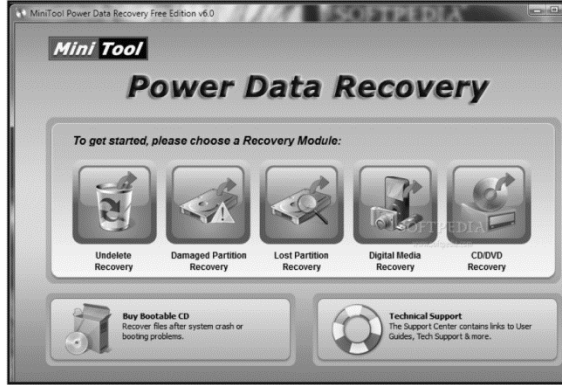 MiniTool Power Data Recovery Free Edition v6.0
SOFTPEDIA
Mini Tool
Power Data Recovery
To get started, please choose a Recovery Module:
SOFTPEDIA
Undelete
Recovery
Damaged Partition
Recovery
Lost Partition
Recovery
Digital Media
Recovery
CD/DVD
Recovery
Buy Bootable CD
Recover files after system crash or
booting problems.
Technical Support
The Support Center contains links to User
Guides, Tech Support & more.